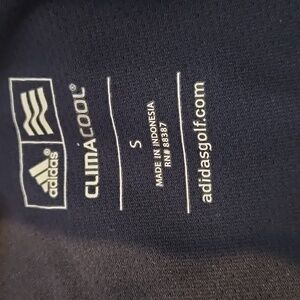 adidas
CLIMACOOL®
S
MADE IN INDONESIA
RN# 88387
adidasgolf.com